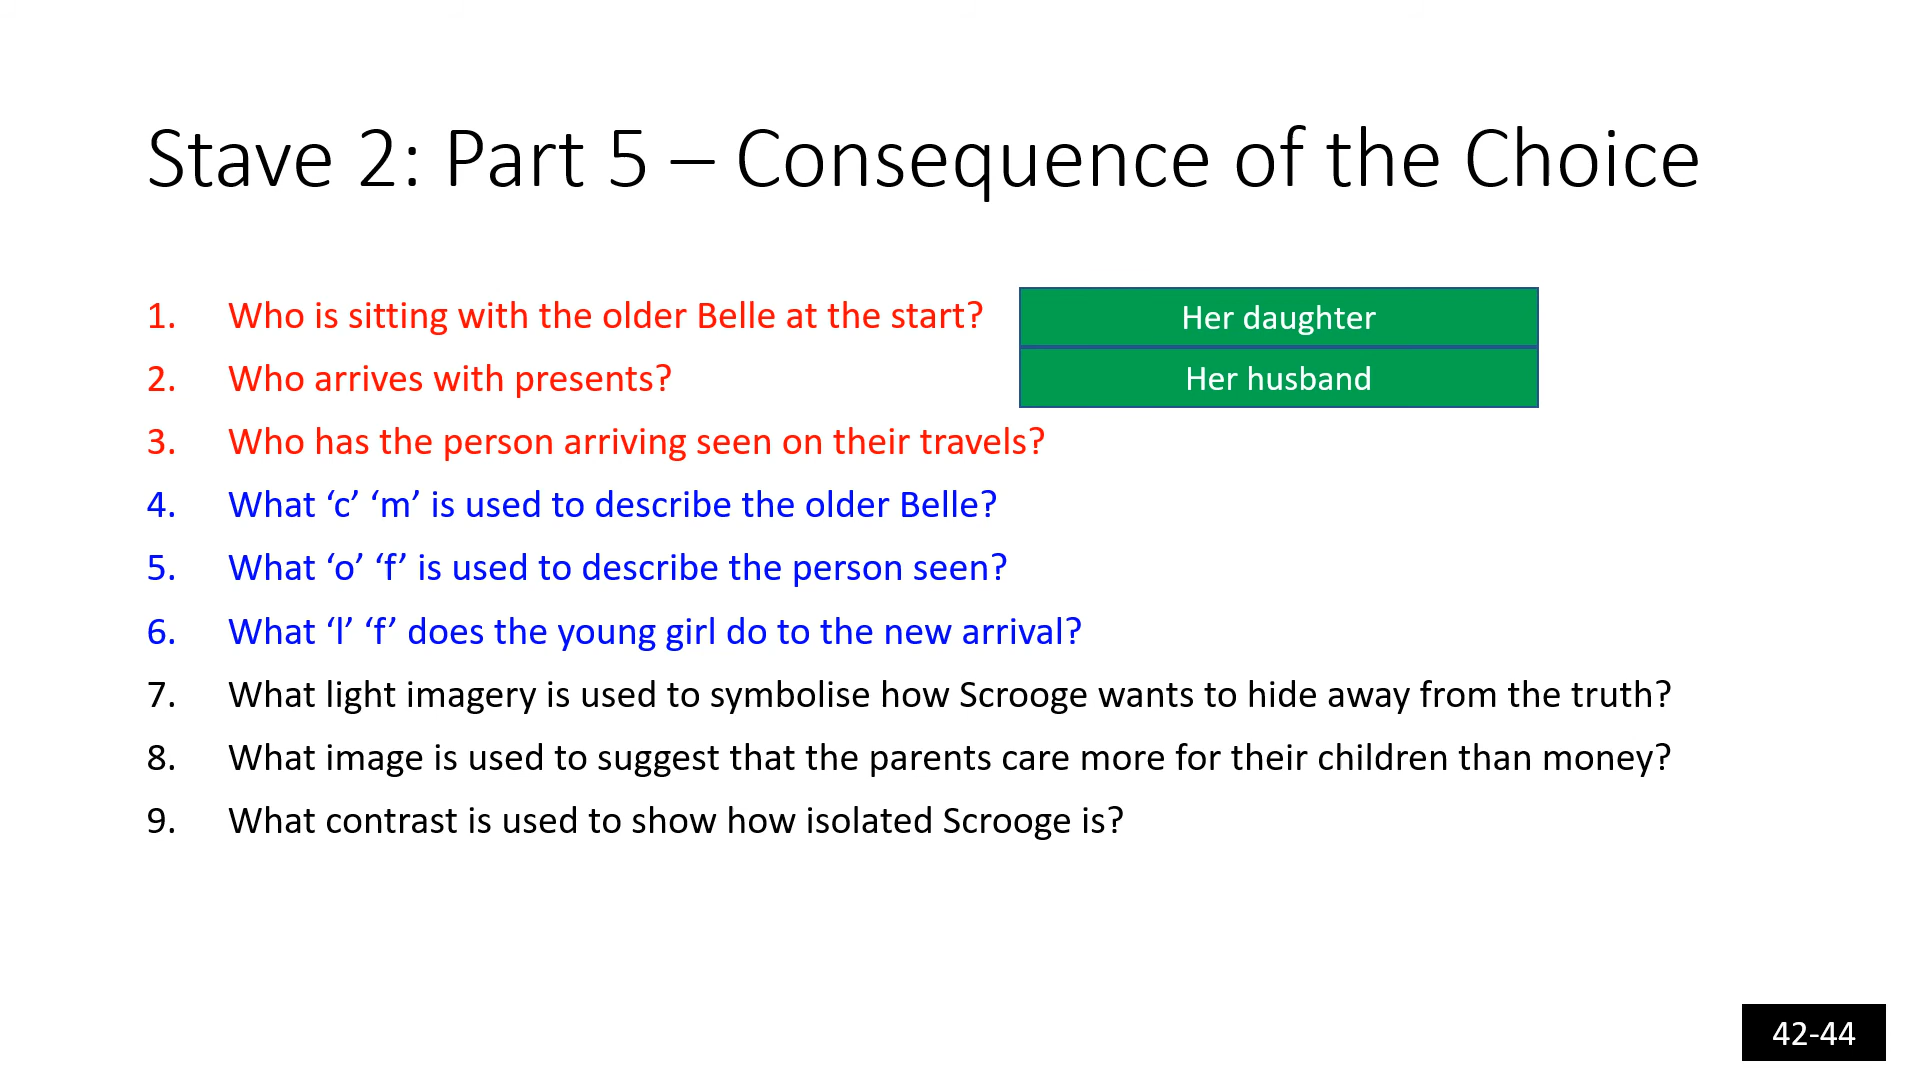 Stave 2: Part 5 – Consequence of the Choice
1. Who is sitting with the older Belle at the start?
Her daughter
2. Who arrives with presents?
Her husband
3. Who has the person arriving seen on their travels?
4. What ‘c’ ‘m’ is used to describe the older Belle?
5. What ‘o’ ‘f’ is used to describe the person seen?
6. What ‘l’ ‘f’ does the young girl do to the new arrival?
7. What light imagery is used to symbolise how Scrooge wants to hide away from the truth?
8. What image is used to suggest that the parents care more for their children than money?
9. What contrast is used to show how isolated Scrooge is?
42-44